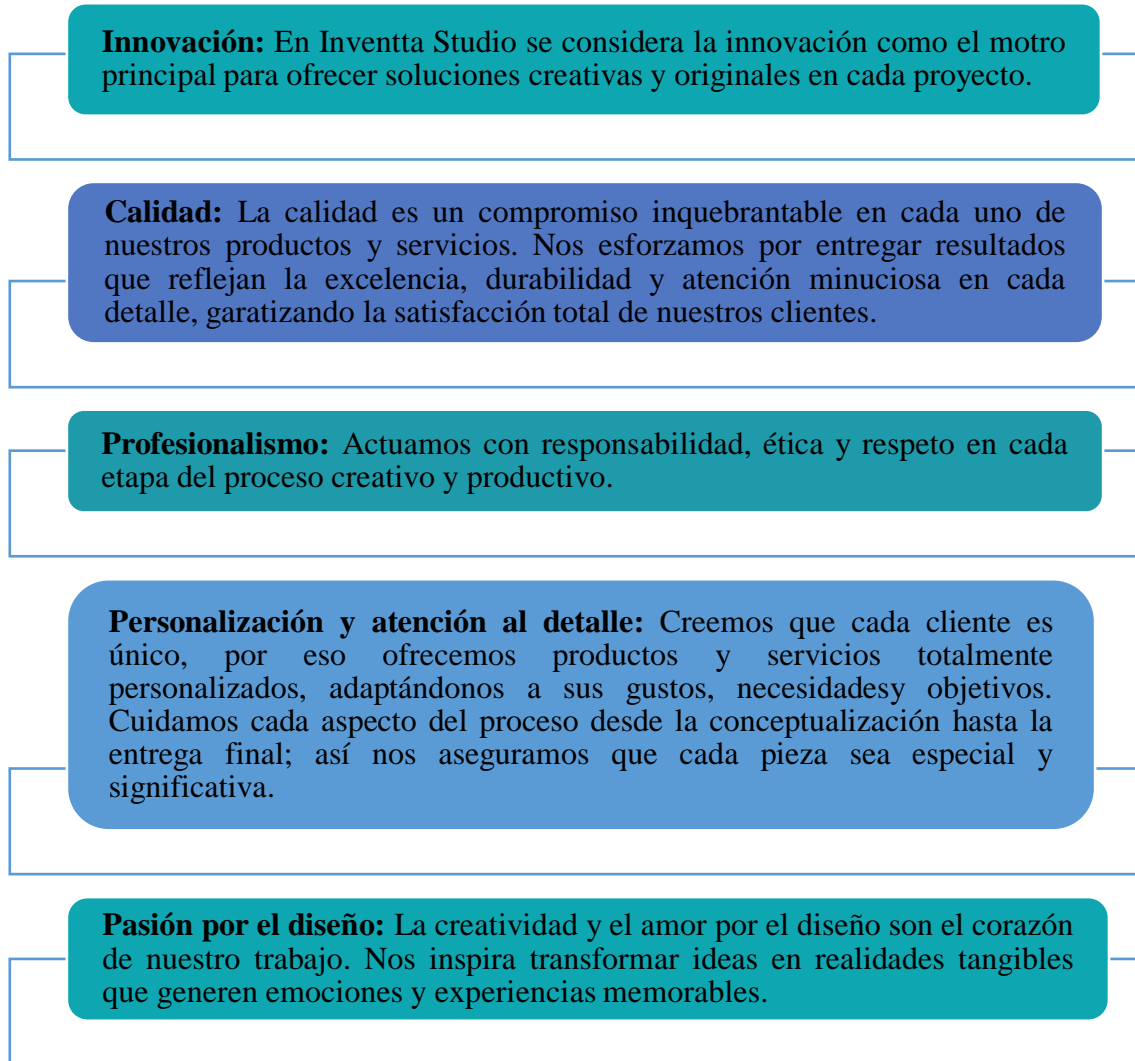 Innovación: En Inventta Studio se considera la innovación como el motro
principal para ofrecer soluciones creativas y originales en cada proyecto.
Calidad: La calidad es un compromiso inquebrantable en cada uno de
nuestros productos y servicios. Nos esforzamos por entregar resultados
que reflejan la excelencia, durabilidad y atención minuciosa en cada
detalle, garatizando la satisfacción total de nuestros clientes.
Profesionalismo: Actuamos con responsabilidad, ética y respeto en cada
etapa del proceso creativo y productivo.
Personalización y atención al detalle: Creemos que cada cliente es
único, por eso ofrecemos productos y servicios totalmente
personalizados, adaptándonos a sus gustos, necesidadesy objetivos.
Cuidamos cada aspecto del proceso desde la conceptualización hasta la
entrega final; así nos aseguramos que cada pieza sea especial y
significativa.
Pasión por el diseño: La creatividad y el amor por el diseño son el corazón
de nuestro trabajo. Nos inspira transformar ideas en realidades tangibles
que generen emociones y experiencias memorables.